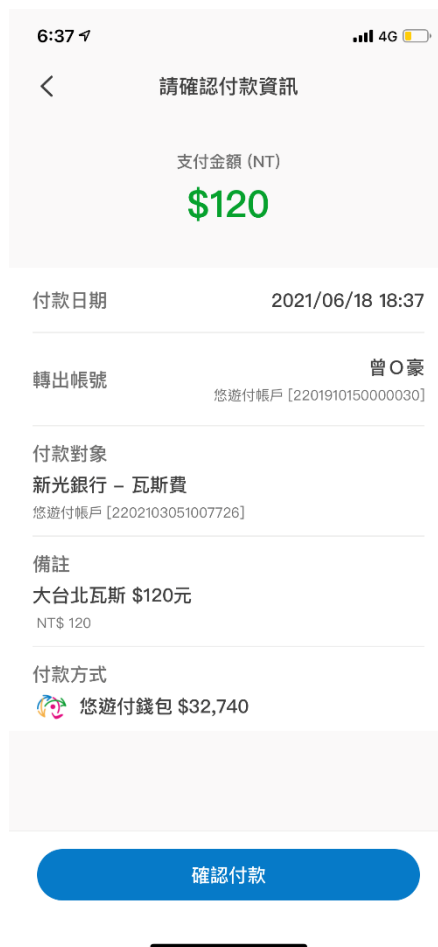 6:37
4G
請確認付款資訊
支付金額 (NT)
$120
付款日期 2021/06/18 18:37
曾O豪
轉出帳號
悠遊付帳戶 [2201910150000030]
付款對象
新光銀行 – 瓦斯費
悠遊付帳戶 [2202103051007726]
備註
大台北瓦斯 $120元
NT$ 120
付款方式
悠遊付錢包 $32,740
確認付款